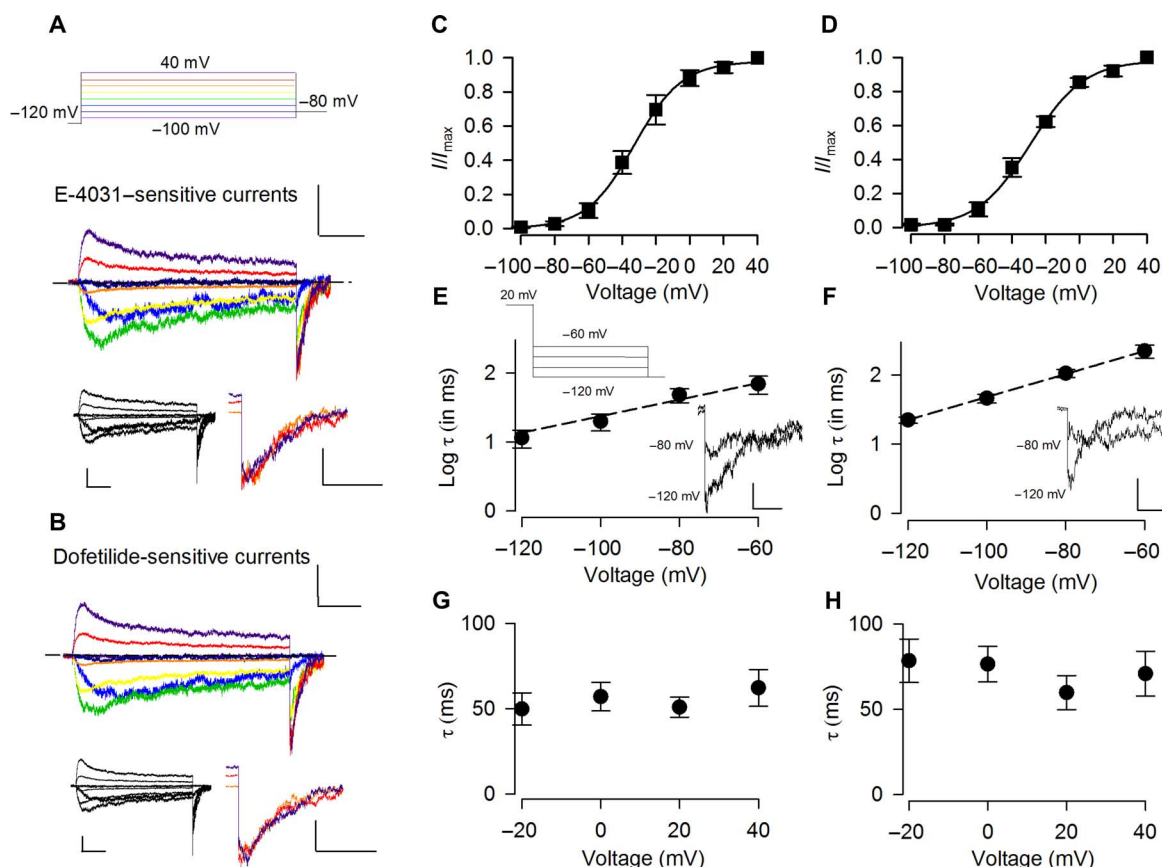 A
40 mV
−120 mV
−80 mV
−100 mV
E-4031–sensitive currents
B
Dofetilide-sensitive currents
C
1.0
0.8
0.6
0.4
0.2
0.0
I/Imax
−100 −80 −60 −40 −20 0 20 40
Voltage (mV)
D
1.0
0.8
0.6
0.4
0.2
0.0
I/Imax
−100 −80 −60 −40 −20 0 20 40
Voltage (mV)
E
20 mV
−60 mV
−120 mV
2
1
0
Log τ (in ms)
−80 mV
−120 mV
−120 −100 −80 −60
Voltage (mV)
F
2
1
0
Log τ (in ms)
−80 mV
−120 mV
−120 −100 −80 −60
Voltage (mV)
G
100
50
00
τ (ms)
−20 0 20 40
Voltage (mV)
H
100
50
00
τ (ms)
−20 0 20 40
Voltage (mV)